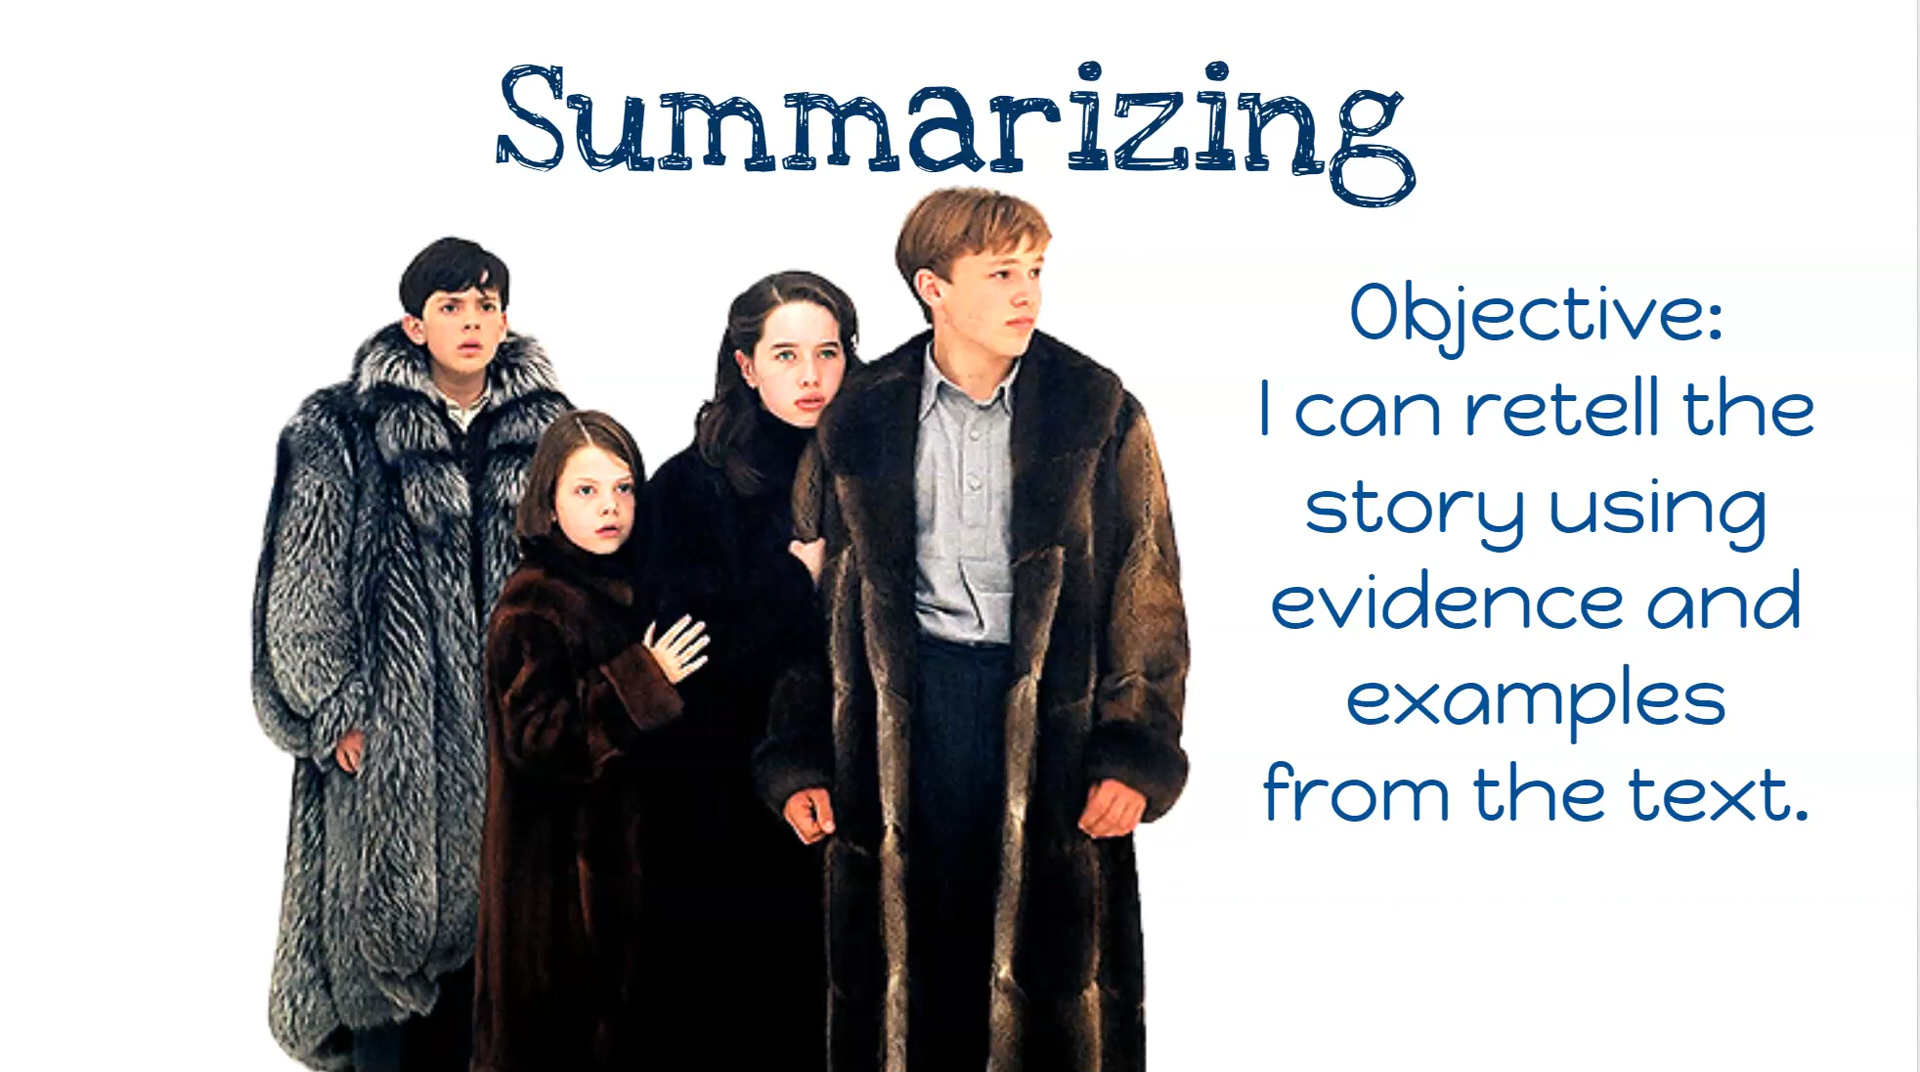 Summarizing
Objective:
I can retell the
story using
evidence and
examples
from the text.